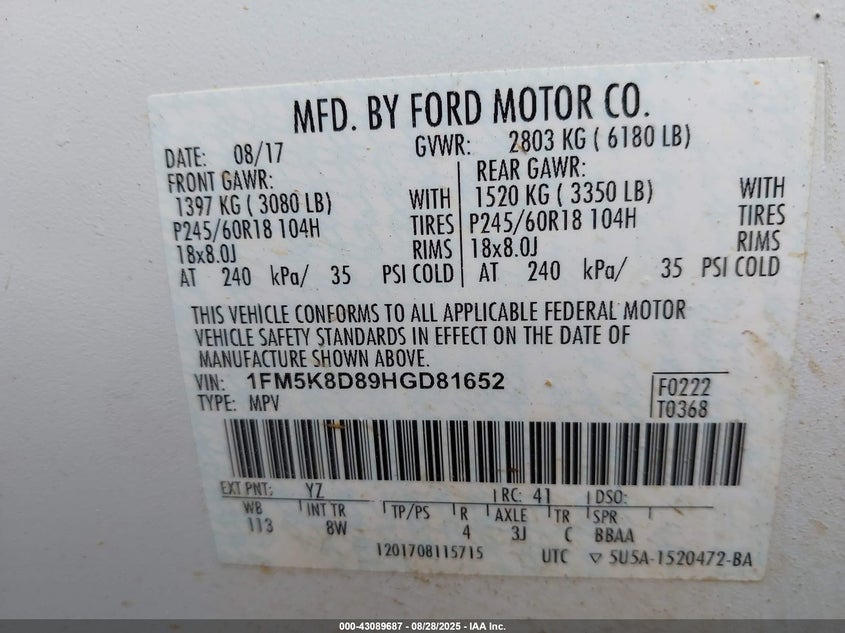 MFD. BY FORD MOTOR CO.
DATE: 08/17 GVWR: 2803 KG ( 6180 LB)
FRONT GAWR: REAR GAWR:
1397 KG ( 3080 LB) WITH 1520 KG ( 3350 LB) WITH
P245/60R18 104H TIRES P245/60R18 104H TIRES
18x8.0J RIMS 18x8.0J RIMS
AT 240 kPa/ 35 PSI COLD AT 240 kPa/ 35 PSI COLD
THIS VEHICLE CONFORMS TO ALL APPLICABLE FEDERAL MOTOR
VEHICLE SAFETY STANDARDS IN EFFECT ON THE DATE OF
MANUFACTURE SHOWN ABOVE.
VIN: 1FM5K8D89HGD81652 F0222
TYPE: MPV T0368
EXT PNT: YZ RC: 41 DSO:
WB INT TR TP/PS R AXLE TR SPR
113 8W 4 3J C BBAA
1201708115715 UTC ▽ 5U5A-1520472-BA
000-43089687 - 08/28/2025 - IAA Inc.